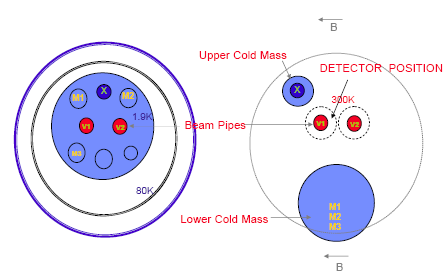 B
Upper Cold Mass
DETECTOR POSITION
X
M1
M2
X
300K
1.9K
V1
V2
Beam Pipes
V1
V2
M3
80K
M1
M2
M3
Lower Cold Mass
B